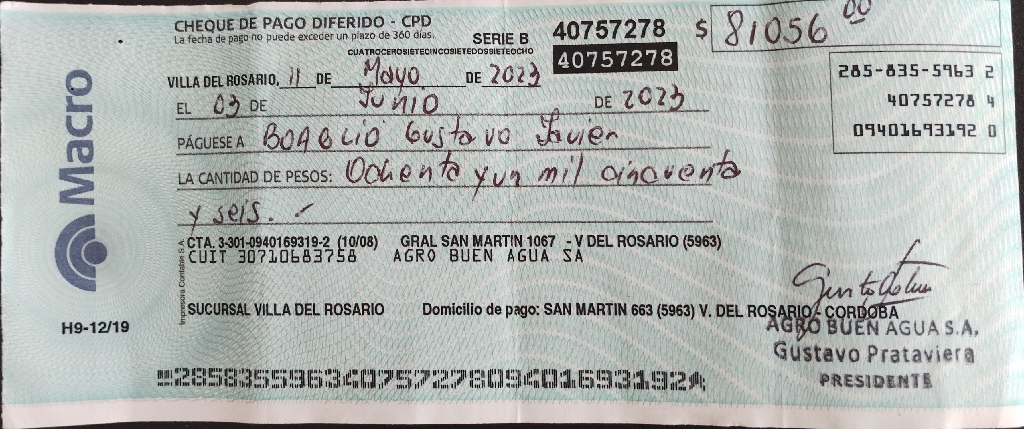 CHEQUE DE PAGO DIFERIDO - CPD
La fecha de pago no puede exceder un plazo de 360 días.
SERIE B 40757278
CUATROCEROSIETECINCOSIETEDOSSIETEOCHO
40757278
$ 81056 00
VILLA DEL ROSARIO, 11 DE Mayo DE 2023
EL 03 DE Junio DE 2023
PÁGUESE A BOAGLIO Gustavo Javier
LA CANTIDAD DE PESOS: Ochenta y un mil cincuenta
y seis.
285-835-5963 2
40757278 4
09401693192 0
CTA. 3-301-0940169319-2 (10/08) GRAL SAN MARTIN 1067 - V DEL ROSARIO (5963)
CUIT 30710683758 AGRO BUEN AGUA SA
SUCURSAL VILLA DEL ROSARIO Domicilio de pago: SAN MARTIN 663 (5963) V. DEL ROSARIO - CORDOBA
AGRO BUEN AGUA S.A.
Gustavo Prataviera
PRESIDENTE
Macro
H9-12/19
Impresora Contable S.A.
285835596340757278094016931924